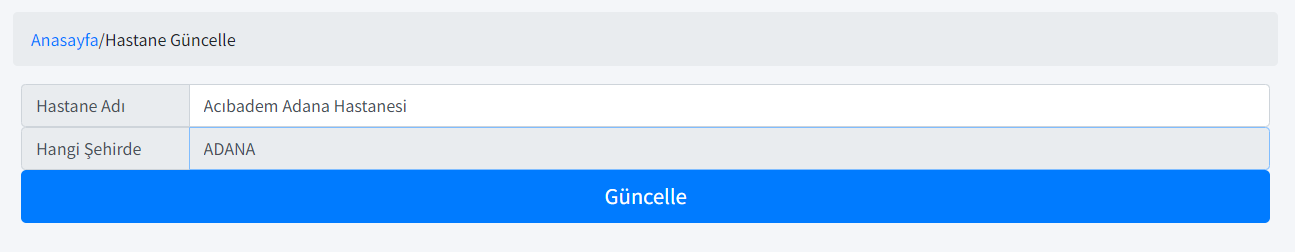 Anasayfa/Hastane Güncelle
Hastane Adı Acıbadem Adana Hastanesi
Hangi Şehirde ADANA
Güncelle